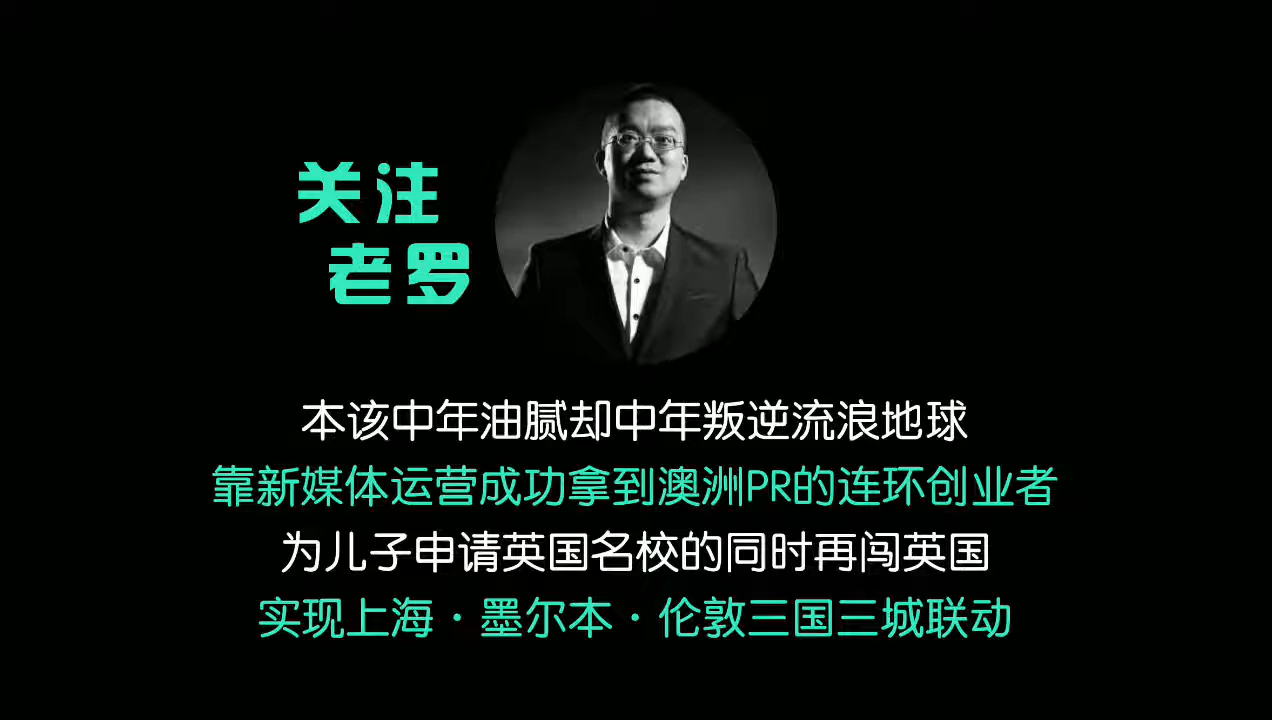 关注
老罗
本该中年油腻却中年叛逆流浪地球
靠新媒体运营成功拿到澳洲PR的连环创业者
为儿子申请英国名校的同时再闯英国
实现上海·墨尔本·伦敦三国三城联动